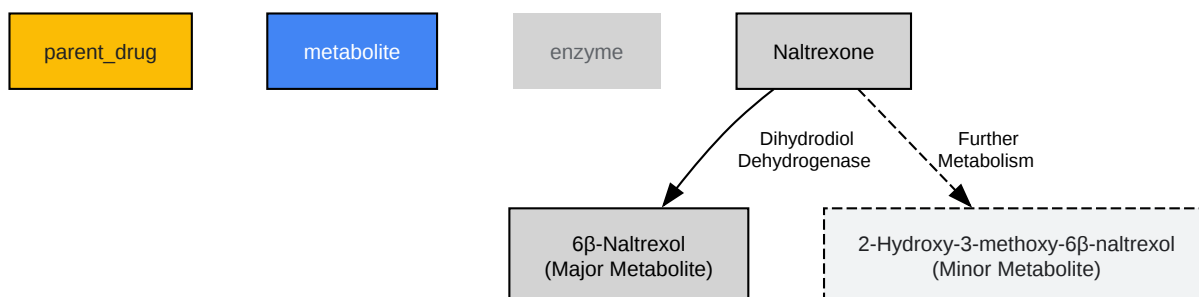 parent_drug
metabolite
enzyme
Naltrexone
Dihydrodiol
Dehydrogenase
Further
Metabolism
6β-Naltrexol
(Major Metabolite)
2-Hydroxy-3-methoxy-6β-naltrexol
(Minor Metabolite)